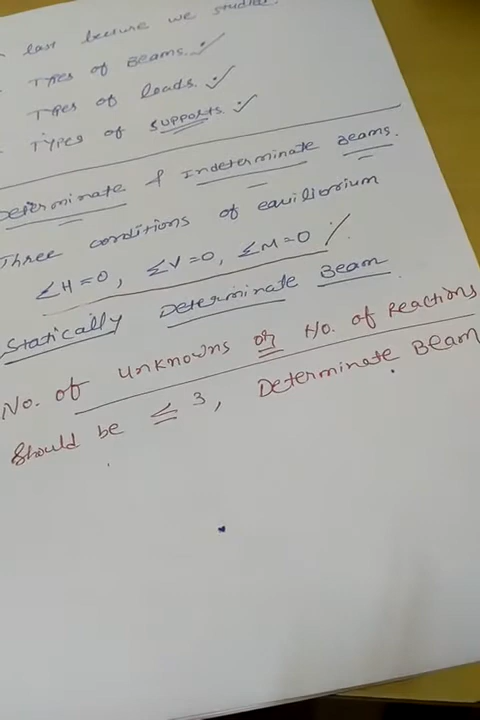 last lecture we studied
Types of Beams.
Types of loads.
Types of supports.
Determinate & Indeterminate Beams.
Three conditions of equilibrium
∠H=0, ΣV=0, ΣM=0
Statically Determinate Beam
No. of unknowns or No. of Reactions
Should be ≤ 3, Determinate Beam